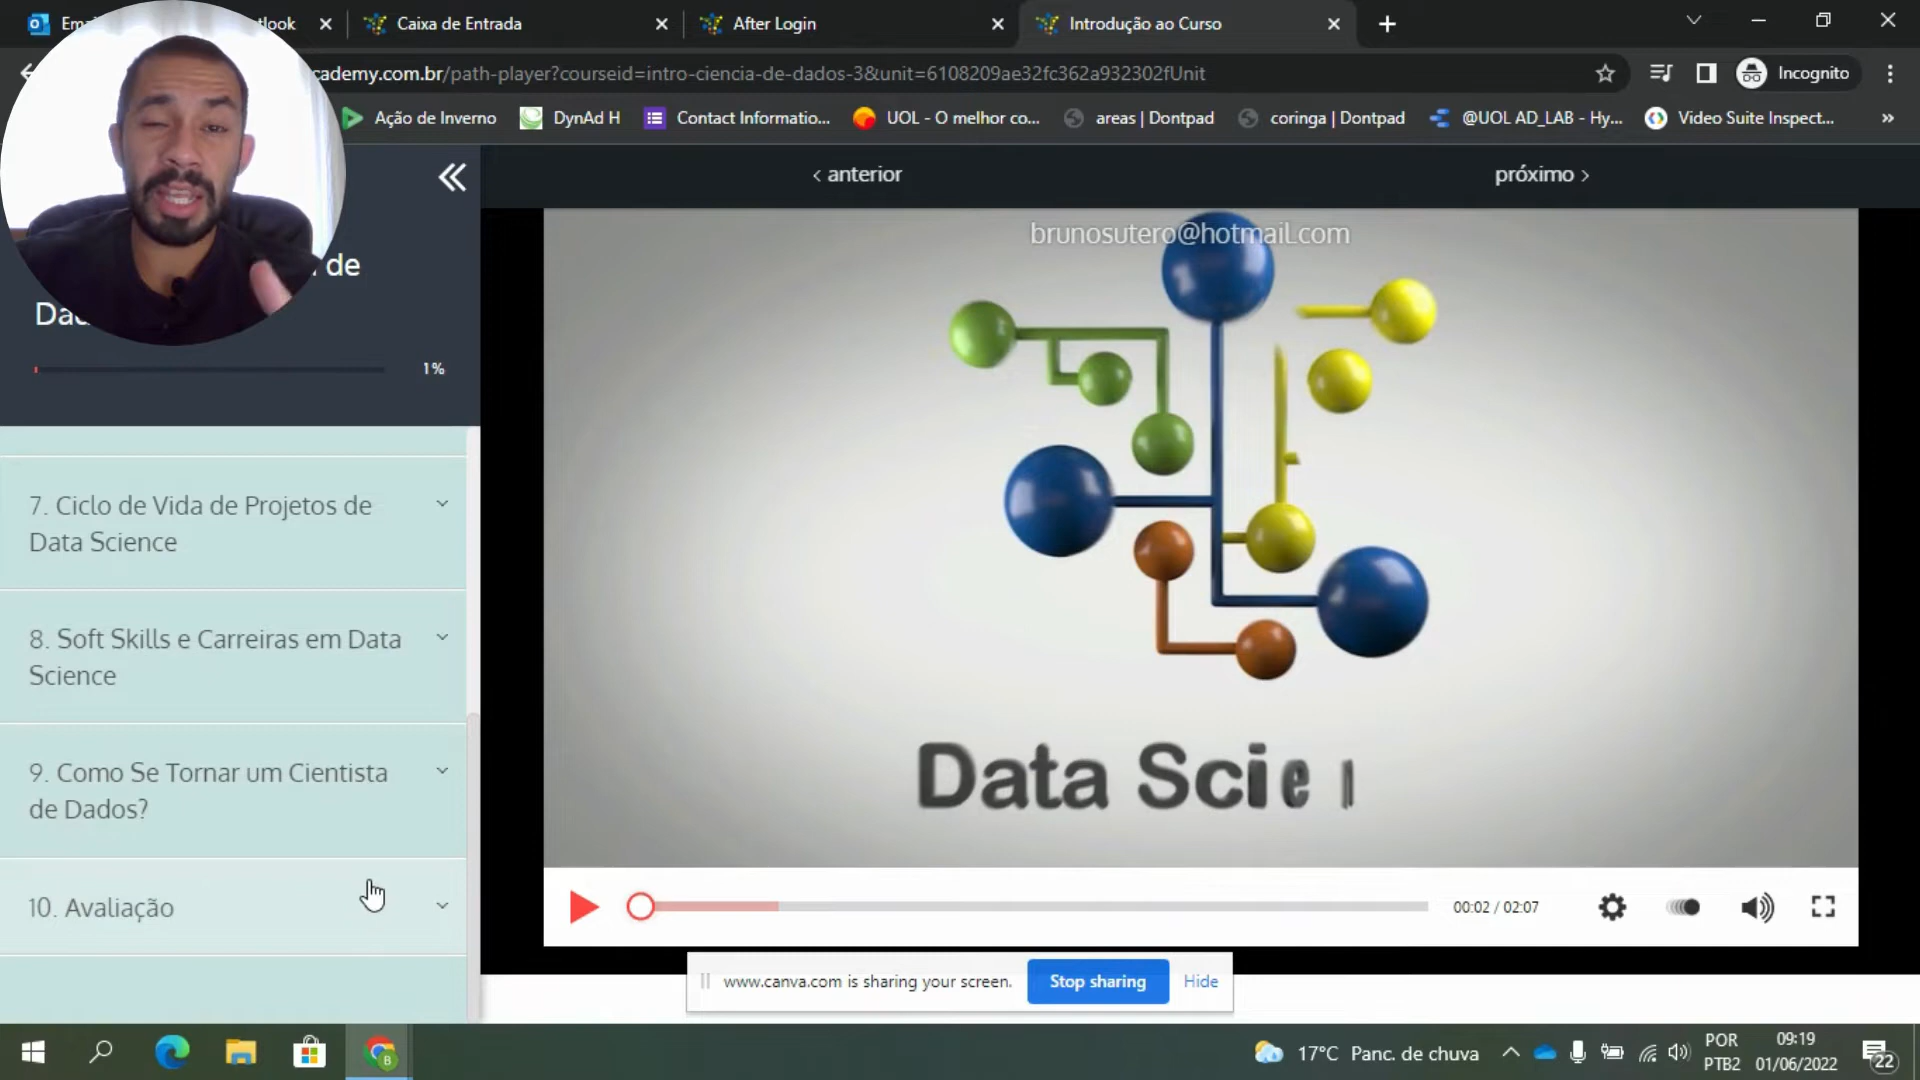 Caixa de Entrada
After Login
Introdução ao Curso
cademy.com.br/path-player?courseid=intro-ciencia-de-dados-3&unit=6108209ae32fc362a932302fUnit
Incognito
Ação de Inverno
DynAd H
Contact Informatio...
UOL - O melhor co...
areas | Dontpad
coringa | Dontpad
@UOL AD_LAB - Hy...
Video Suite Inspect...
»
‹ anterior
próximo ›
de
1%
7. Ciclo de Vida de Projetos de
Data Science
8. Soft Skills e Carreiras em Data
Science
9. Como Se Tornar um Cientista
de Dados?
10. Avaliação
brunosutero@hotmail.com
Data Scie
00:02 / 02:07
www.canva.com is sharing your screen.
Stop sharing
Hide
17°C Panc. de chuva
POR
PTB2
09:19
01/06/2022
22